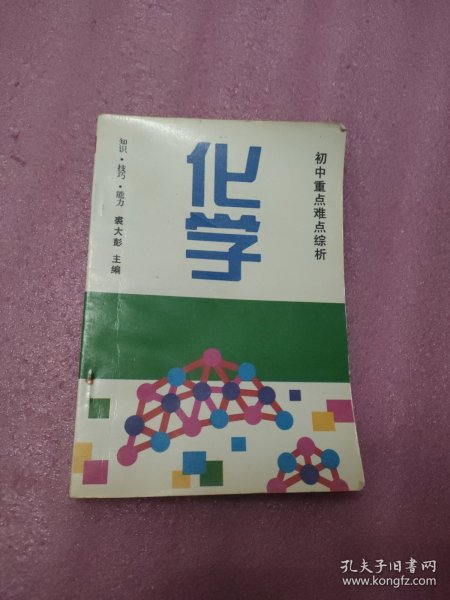 初中重点难点综析
化学
知识·技巧·能力
裘大彭 主编
孔夫子旧书网
www.kongfz.com